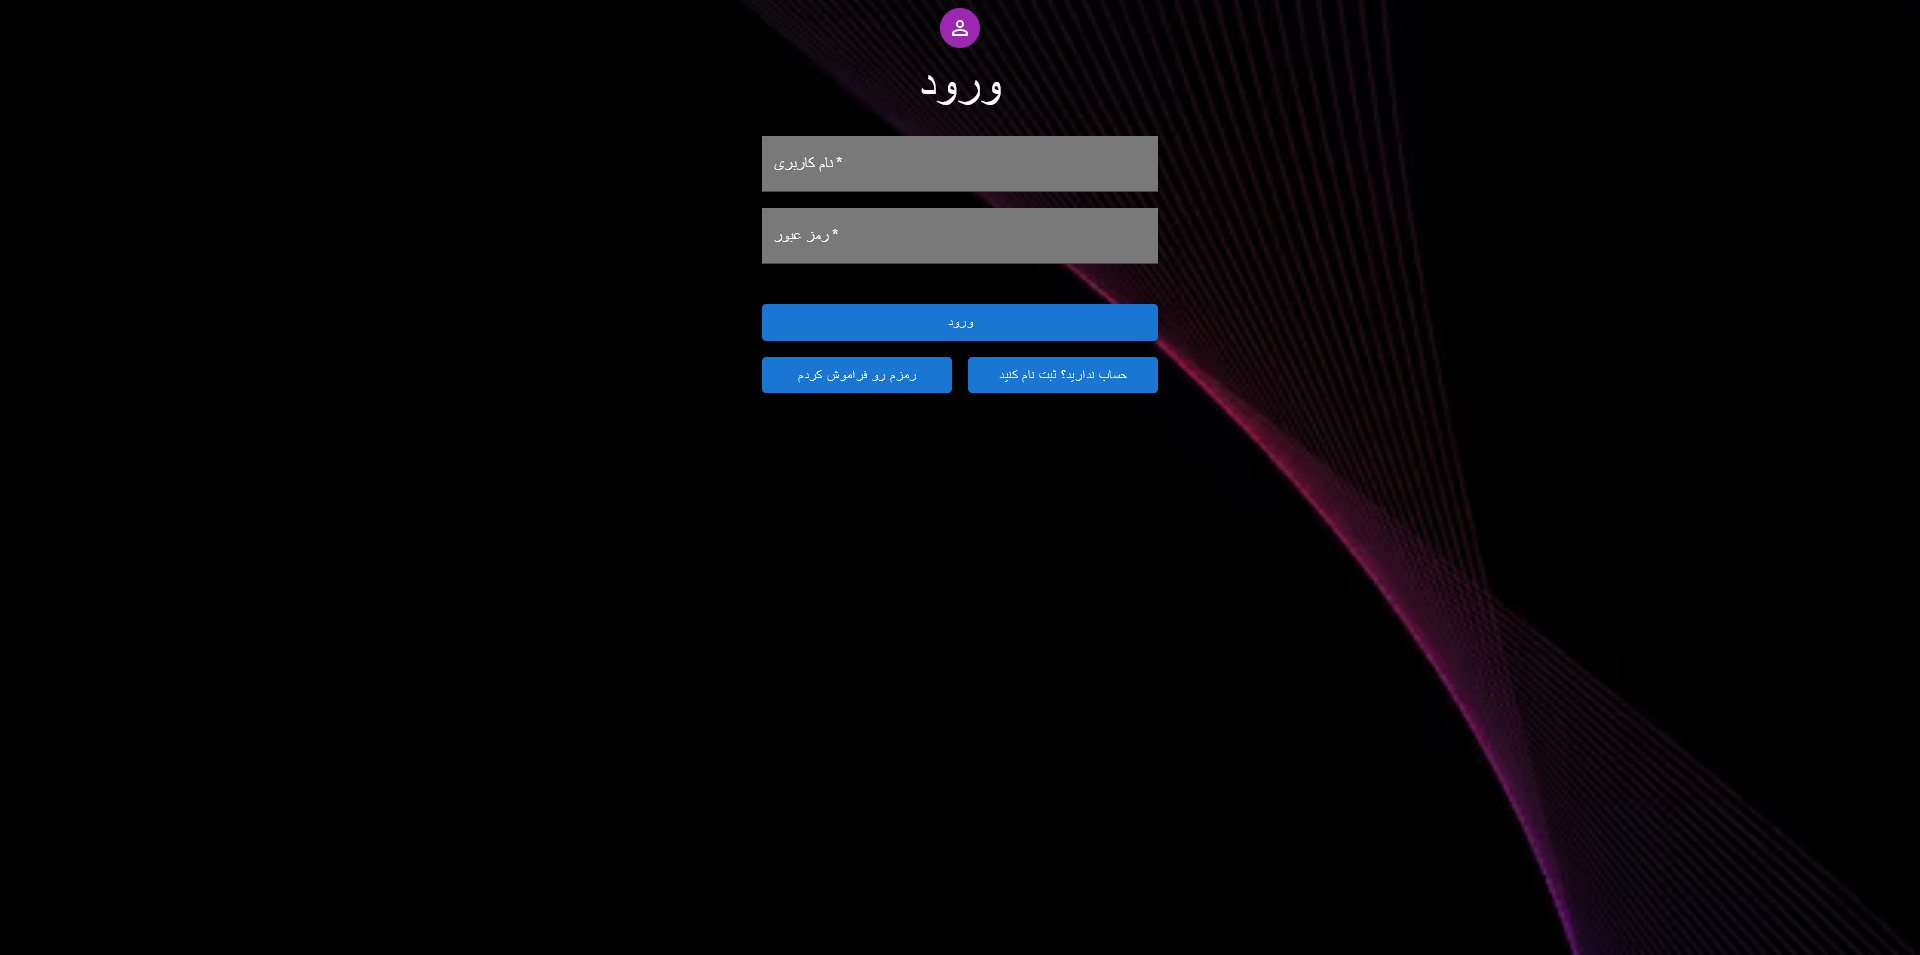 ورود
نام کاربری *
رمز عبور *
ورود
حساب ندارید؟ ثبت نام کنید
رمزم رو فراموش کردم